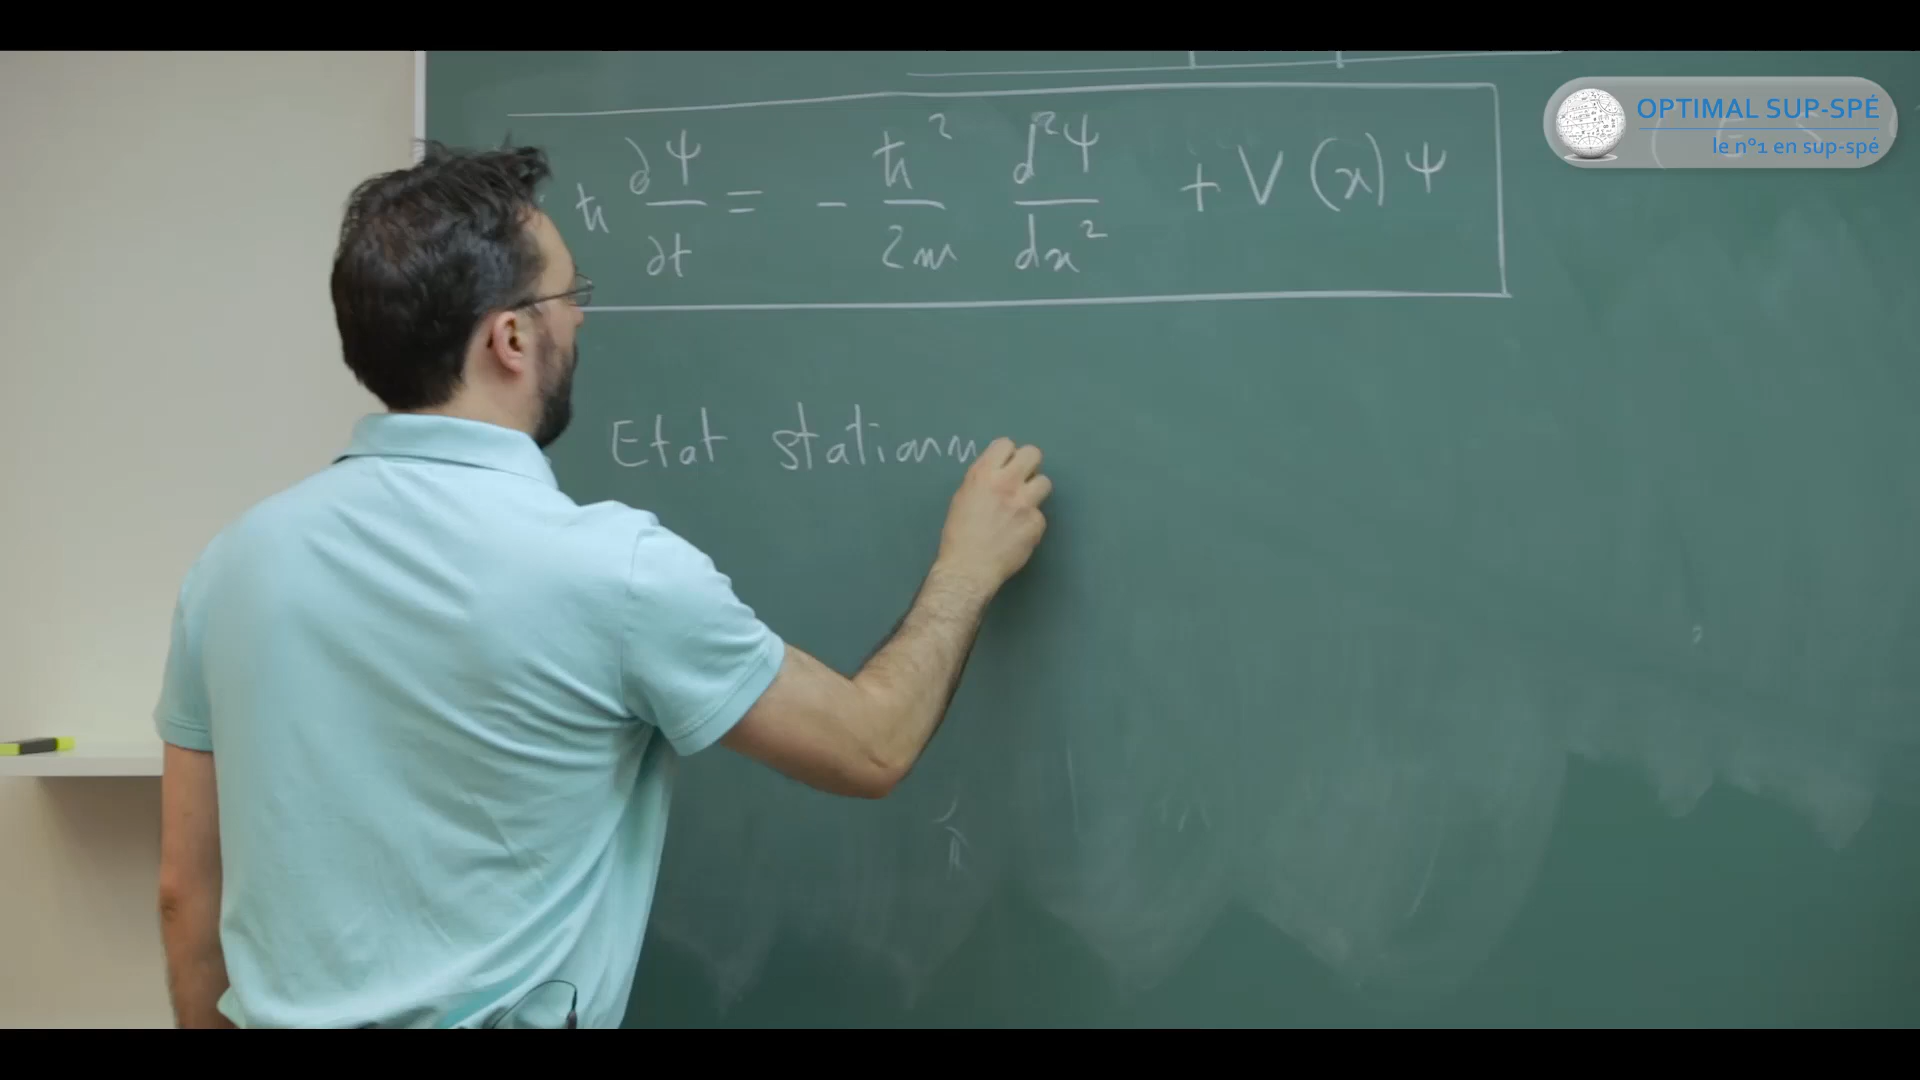 OPTIMAL SUP-SPÉ
le n°1 en sup-spé
ħ ∂Ψ/∂t = - ħ²/2m d²Ψ/dx² + V(x)Ψ
Etat stationn